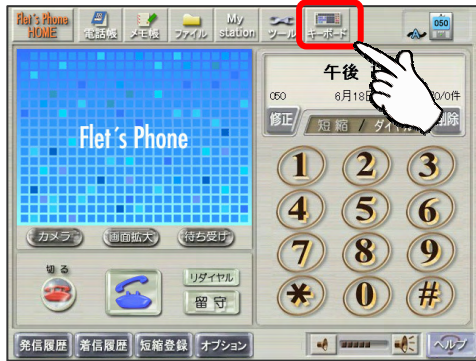 Flet's Phone
HOME
電話帳
メモ帳
ファイル
My
station
ツール
キーボード
050
午後
050
6月18日
0/0件
修正
短縮 / ダイヤル
削除
Flet's Phone
カメラ
画面拡大
待ち受け
1
2
3
4
5
6
7
8
9
*
0
#
切る
リダイヤル
留守
発信履歴
着信履歴
短縮登録
オプション
ヘルプ